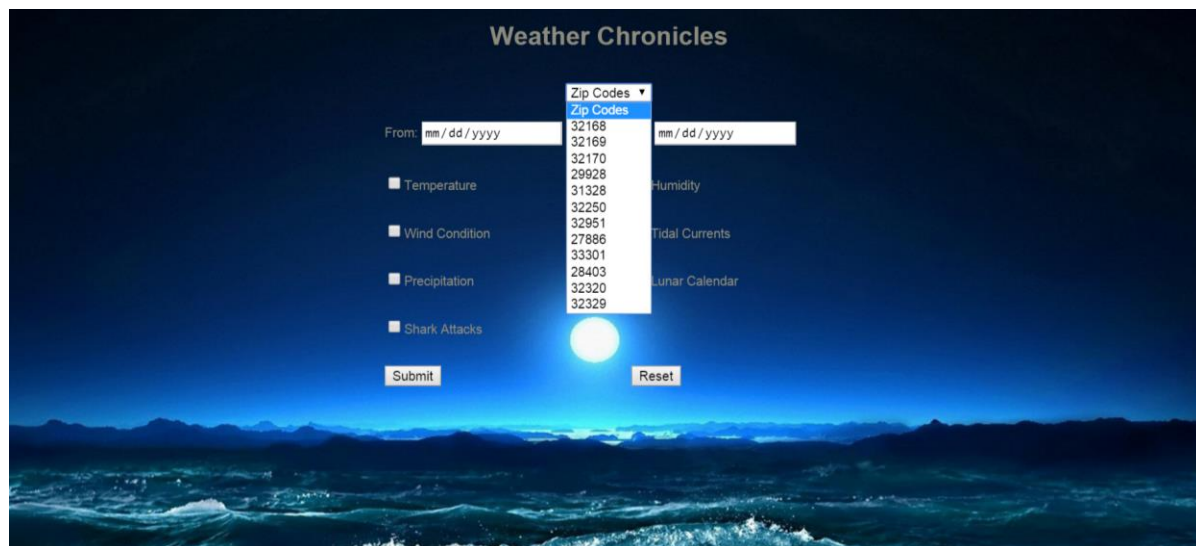 Weather Chronicles
Zip Codes ▼
Zip Codes
32168
32169
32170
29928
31328
32250
32951
27886
33301
28403
32320
32329
From: mm/dd/yyyy mm/dd/yyyy
Temperature Humidity
Wind Condition Tidal Currents
Precipitation Lunar Calendar
Shark Attacks
Submit Reset